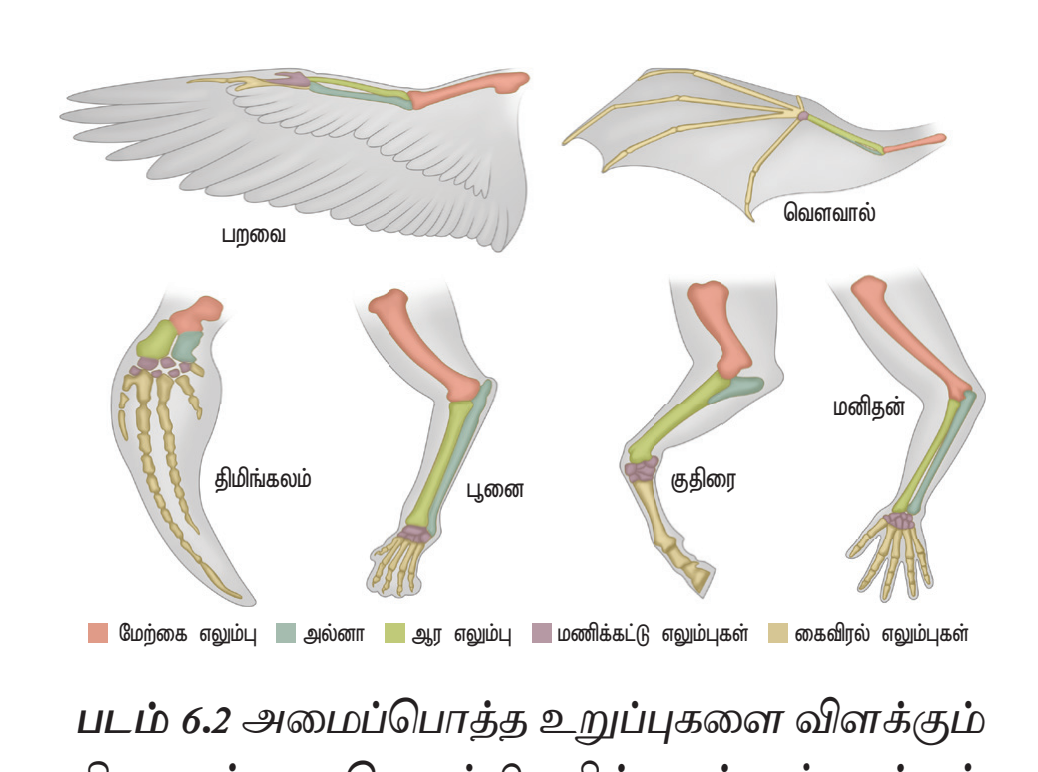 பறவை
வௌவால்
திமிங்கலம்
பூனை
குதிரை
மனிதன்
மேற்கை எலும்பு அல்னா ஆர எலும்பு மணிக்கட்டு எலும்புகள் கைவிரல் எலும்புகள்
படம் 6.2 அமைப்பொத்த உறுப்புகளை விளக்கும்